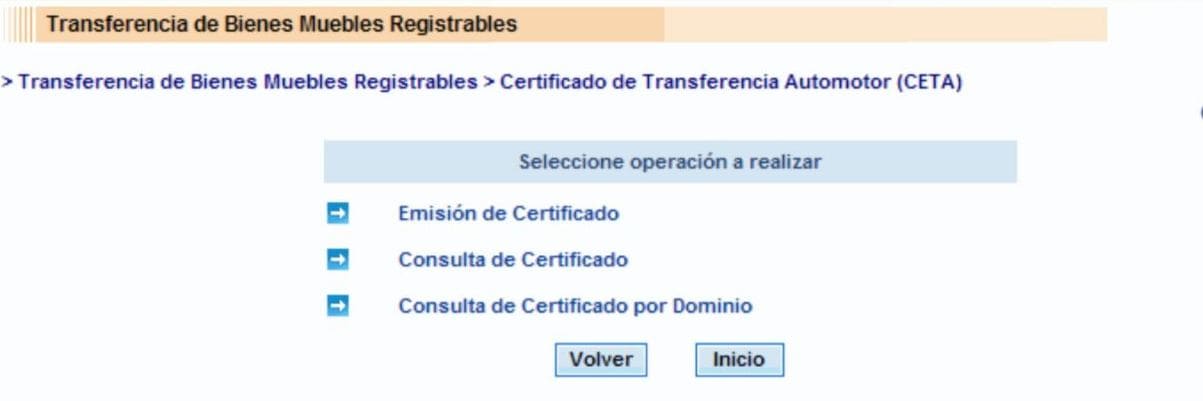 Transferencia de Bienes Muebles Registrables
> Transferencia de Bienes Muebles Registrables > Certificado de Transferencia Automotor (CETA)
Seleccione operación a realizar
Emisión de Certificado
Consulta de Certificado
Consulta de Certificado por Dominio
Volver Inicio